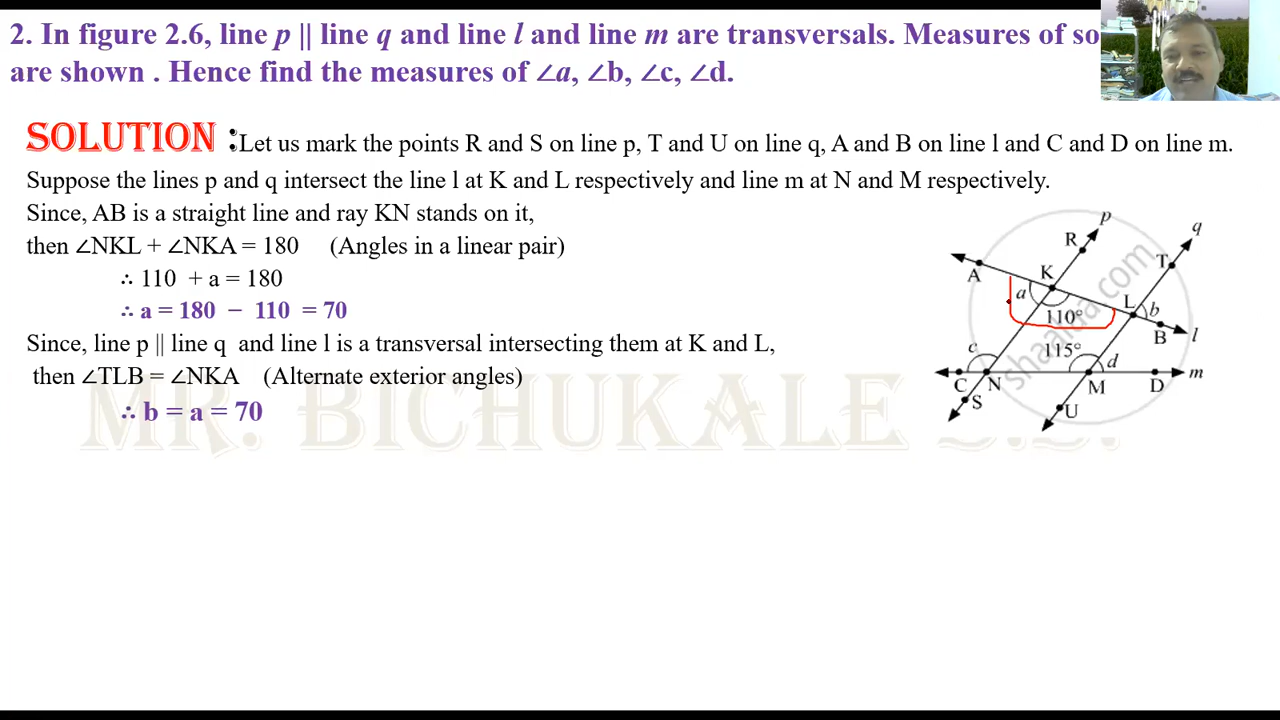 2. In figure 2.6, line p || line q and line l and line m are transversals. Measures of so
are shown . Hence find the measures of ∠a, ∠b, ∠c, ∠d.
SOLUTION : Let us mark the points R and S on line p, T and U on line q, A and B on line l and C and D on line m.
Suppose the lines p and q intersect the line l at K and L respectively and line m at N and M respectively.
Since, AB is a straight line and ray KN stands on it,
then ∠NKL + ∠NKA = 180 (Angles in a linear pair)
∴ 110 + a = 180
∴ a = 180 − 110 = 70
Since, line p || line q and line l is a transversal intersecting them at K and L,
then ∠TLB = ∠NKA (Alternate exterior angles)
∴ b = a = 70
p
q
R
T
A
K
a
L
b
110°
B
l
c
115°
d
m
C
N
M
D
S
U
shaalaa.com
MR. BICHUKALE S.S.